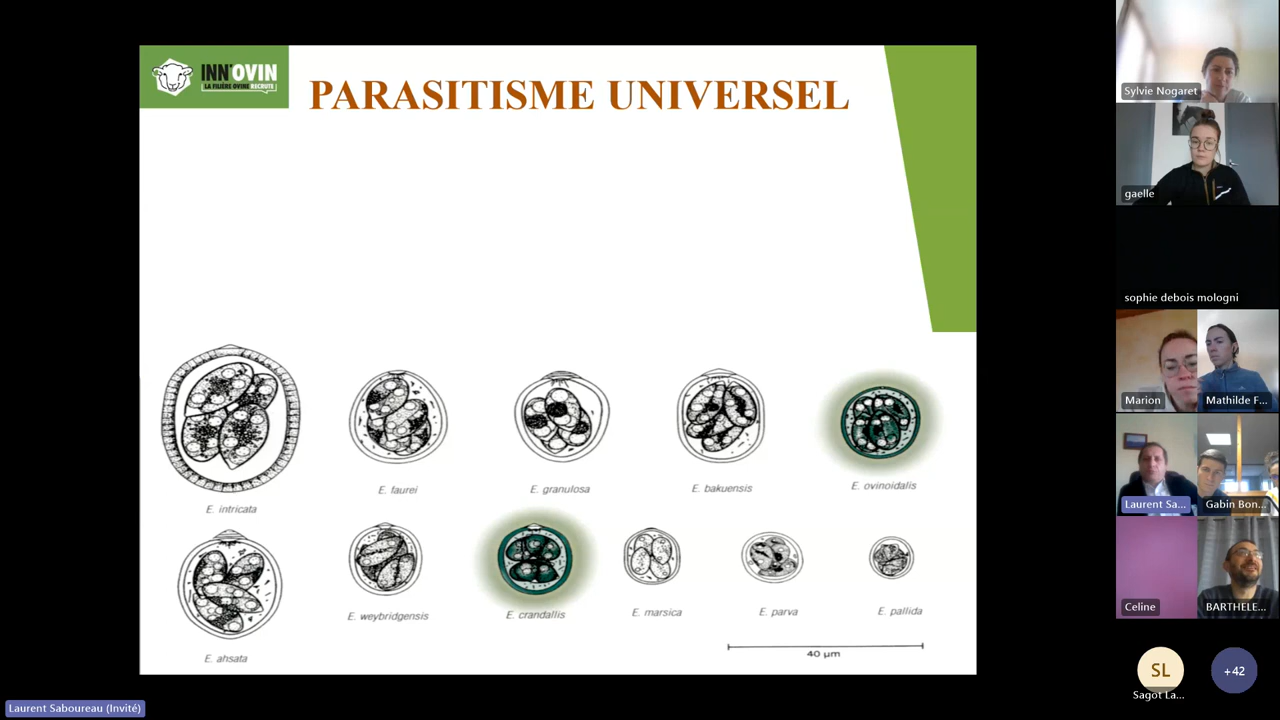 INN'OVIN
LA FILIÈRE OVINE RECRUTE
PARASITISME UNIVERSEL
E. intricata
E. faurei
E. granulosa
E. bakuensis
E. ovinoidalis
E. ahsata
E. weybridgensis
E. crandallis
E. marsica
E. parva
E. pallida
40 µm
Sylvie Nogaret
gaelle
sophie debois mologni
Marion
Mathilde F...
Laurent Sa...
Gabin Bon...
Celine
BARTHELE...
SL
Sagot La...
+42
Laurent Saboureau (Invité)